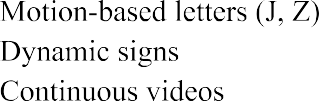 Motion-based letters (J, Z)
Dynamic signs
Continuous videos